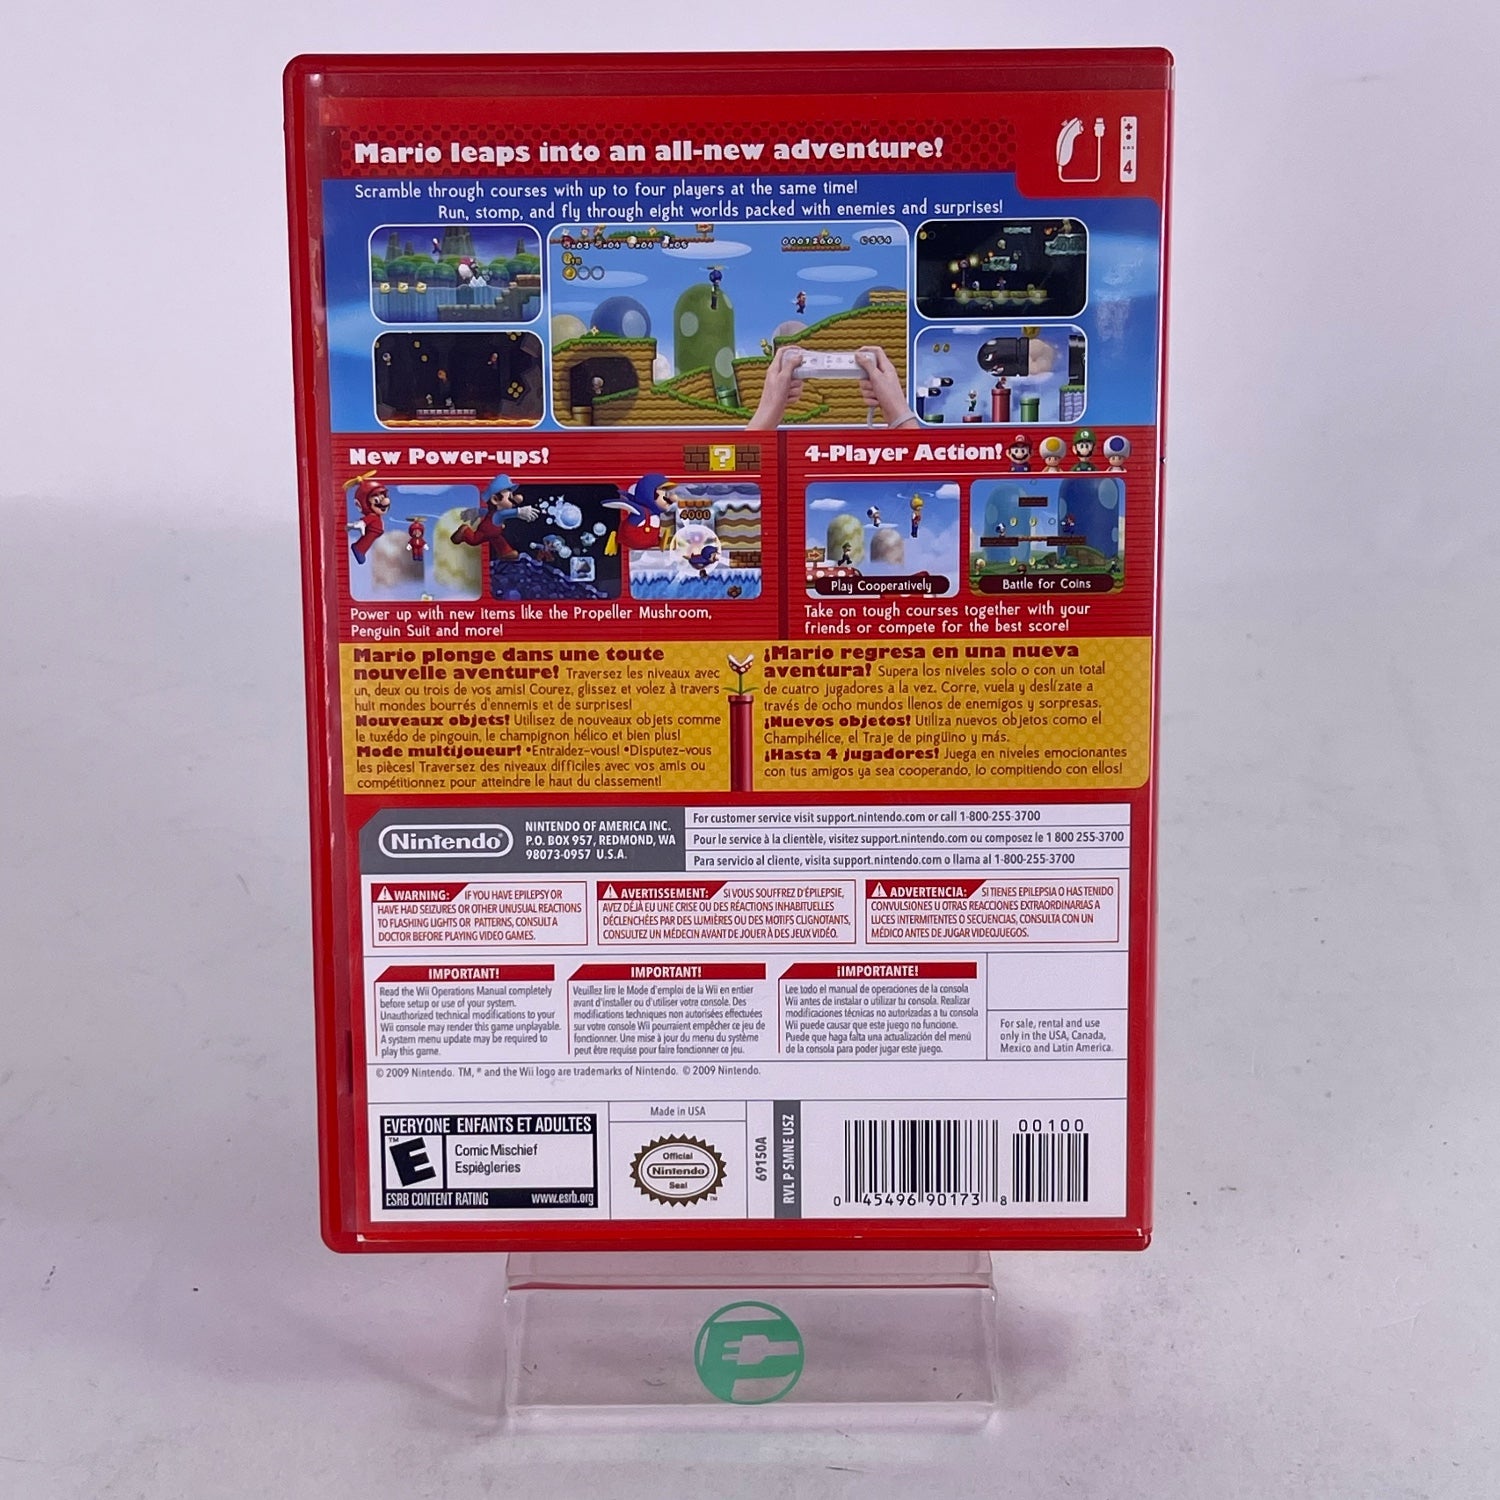 Mario leaps into an all-new adventure!
4
Scramble through courses with up to four players at the same time!
Run, stomp, and fly through eight worlds packed with enemies and surprises!
00012600 354
New Power-ups!
?
4000
Power up with new items like the Propeller Mushroom,
Penguin Suit and more!
4-Player Action!
Play Cooperatively
Battle for Coins
Take on tough courses together with your
friends or compete for the best score!
Mario plonge dans une toute
nouvelle aventure! Traversez les niveaux avec
un, deux ou trois de vos amis! Courez, glissez et volez à travers
huit mondes bourrés d'ennemis et de surprises!
Nouveaux objets! Utilisez de nouveaux objets comme
le tuxédo de pingouin, le champignon hélico et bien plus!
Mode multijoueur! •Entraidez-vous! •Disputez-vous
les pièces! Traversez des niveaux difficiles avec vos amis ou
compétitionnez pour atteindre le haut du classement!
¡Mario regresa en una nueva
aventura! Supera los niveles solo o con un total
de cuatro jugadores a la vez. Corre, vuela y deslízate a
través de ocho mundos llenos de enemigos y sorpresas.
¡Nuevos objetos! Utiliza nuevos objetos como el
Champihélice, el Traje de pingüino y más.
¡Hasta 4 jugadores! Juega en niveles emocionantes
con tus amigos ya sea cooperando, ¡o compitiendo con ellos!
Nintendo®
NINTENDO OF AMERICA INC.
P.O. BOX 957, REDMOND, WA
98073-0957 U.S.A.
For customer service visit support.nintendo.com or call 1-800-255-3700
Pour le service à la clientèle, visitez support.nintendo.com ou composez le 1 800 255-3700
Para servicio al cliente, visita support.nintendo.com o llama al 1-800-255-3700
WARNING: IF YOU HAVE EPILEPSY OR
HAVE HAD SEIZURES OR OTHER UNUSUAL REACTIONS
TO FLASHING LIGHTS OR PATTERNS, CONSULT A
DOCTOR BEFORE PLAYING VIDEO GAMES.
AVERTISSEMENT: SI VOUS SOUFFREZ D'ÉPILEPSIE,
AVEZ DÉJÀ EU UNE CRISE OU DES RÉACTIONS INHABITUELLES
DÉCLENCHÉES PAR DES LUMIÈRES OU DES MOTIFS CLIGNOTANTS,
CONSULTEZ UN MÉDECIN AVANT DE JOUER À DES JEUX VIDÉO.
ADVERTENCIA: SI TIENES EPILEPSIA O HAS TENIDO
CONVULSIONES U OTRAS REACCIONES EXTRAORDINARIAS A
LUCES INTERMITENTES O SECUENCIAS, CONSULTA CON UN
MÉDICO ANTES DE JUGAR VIDEOJUEGOS.
IMPORTANT!
Read the Wii Operations Manual completely
before setup or use of your system.
Unauthorized technical modifications to your
Wii console may render this game unplayable.
A system menu update may be required to
play this game.
IMPORTANT!
Veuillez lire le Mode d'emploi de la Wii en entier
avant d'installer ou d'utiliser votre console. Des
modifications techniques non autorisées effectuées
sur votre console Wii pourraient empêcher ce jeu de
fonctionner. Une mise à jour du menu du système
peut être requise pour faire fonctionner ce jeu.
¡IMPORTANTE!
Lee todo el manual de operaciones de la consola
Wii antes de instalar o utilizar tu consola. Realizar
modificaciones técnicas no autorizadas a tu consola
Wii puede causar que este juego no funcione.
Puede que haga falta una actualización del menú
de la consola para poder jugar este juego.
For sale, rental and use
only in the USA, Canada,
Mexico and Latin America.
© 2009 Nintendo. TM, ® and the Wii logo are trademarks of Nintendo. © 2009 Nintendo.
EVERYONE ENFANTS ET ADULTES
E™
Comic Mischief
Espiègleries
ESRB CONTENT RATING www.esrb.org
Made in USA
Official
Nintendo
Seal
™
69150A
RVL P SMNE USZ
0 45496 90173 8
00100